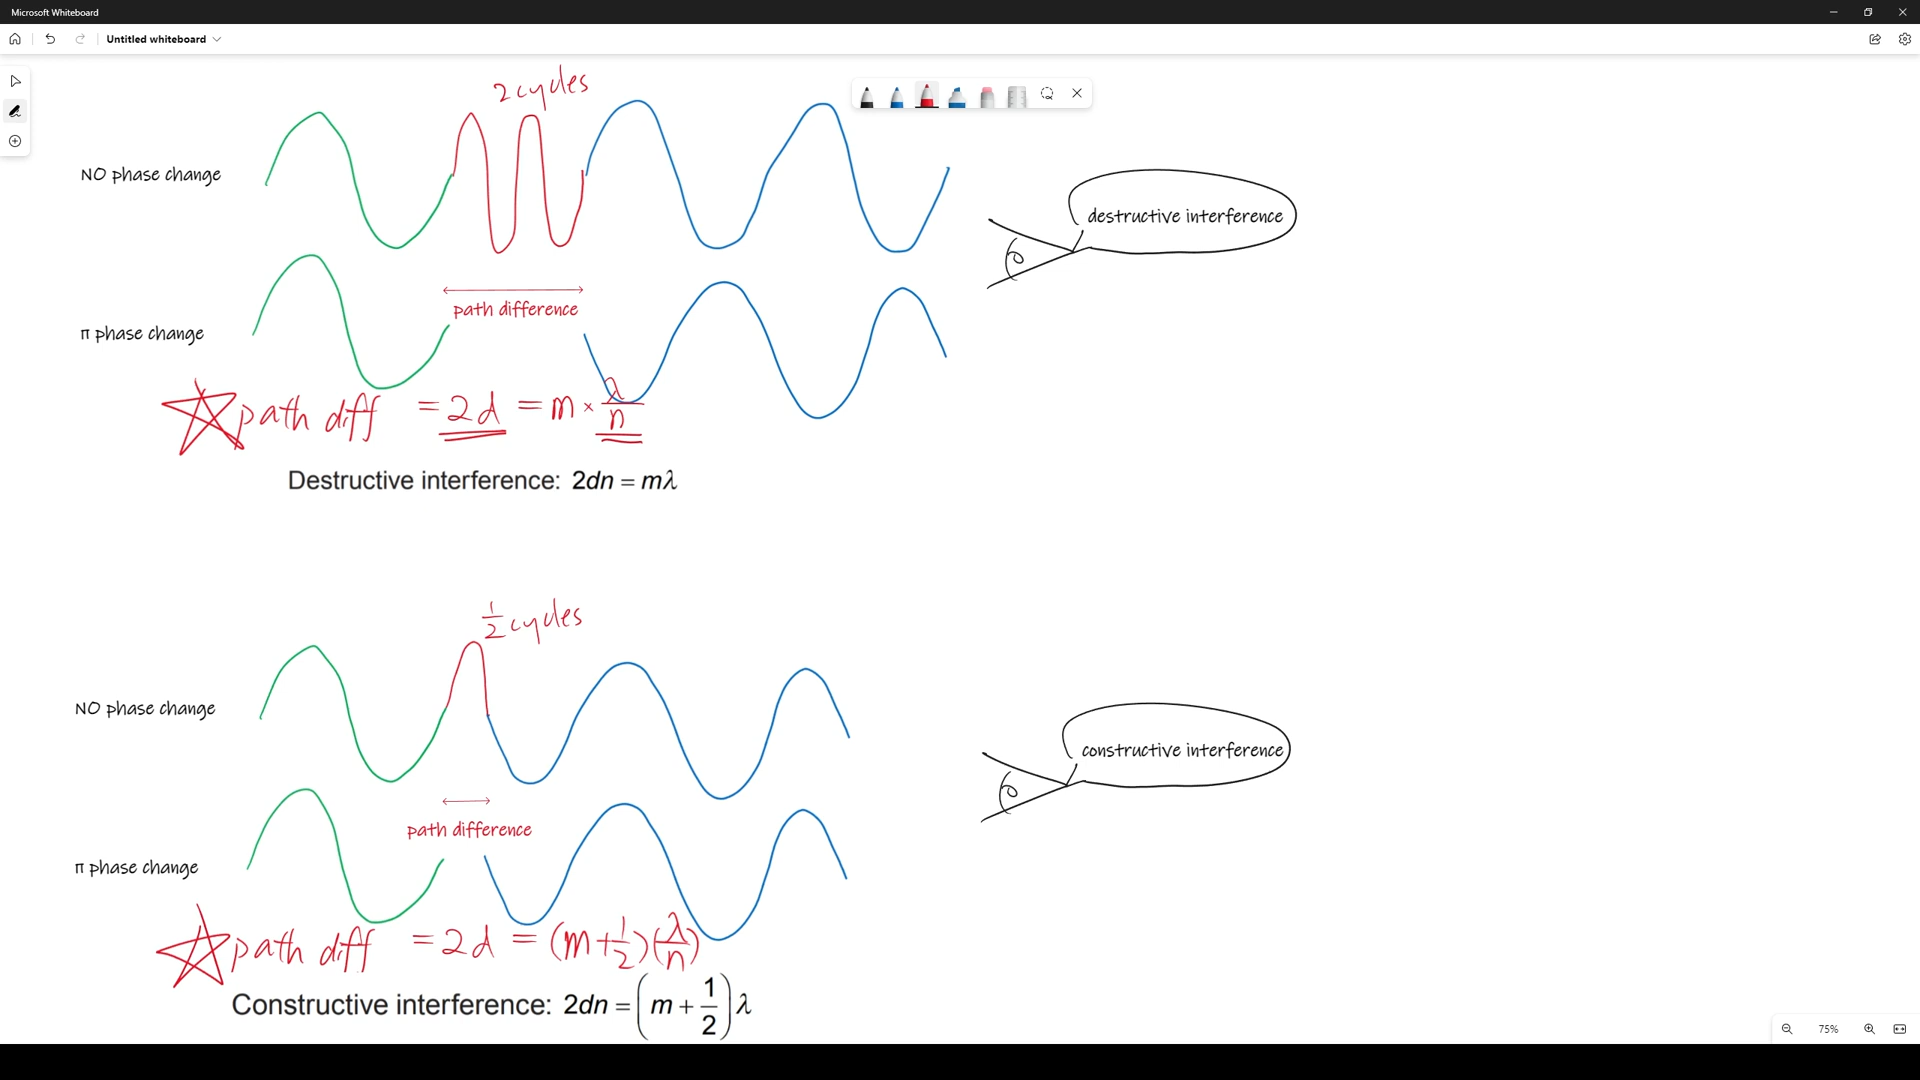 Microsoft Whiteboard
Untitled whiteboard
2 cycles
NO phase change
destructive interference
path difference
π phase change
path diff = 2d = m × λ/n
Destructive interference: 2dn = mλ
1/2 cycles
NO phase change
constructive interference
path difference
π phase change
path diff = 2d = (m+1/2)(λ/n)
Constructive interference: 2dn = (m + 1/2) λ
75%